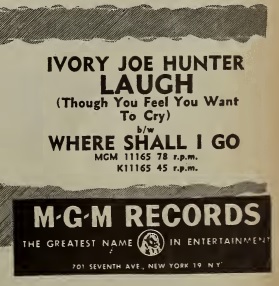 IVORY JOE HUNTER
LAUGH
(Though You Feel You Want
To Cry)
b/w
WHERE SHALL I GO
MGM 11165 78 r.p.m.
K11165 45 r.p.m.
M-G-M RECORDS
THE GREATEST NAME IN ENTERTAINMENT
701 SEVENTH AVE., NEW YORK 19 N Y